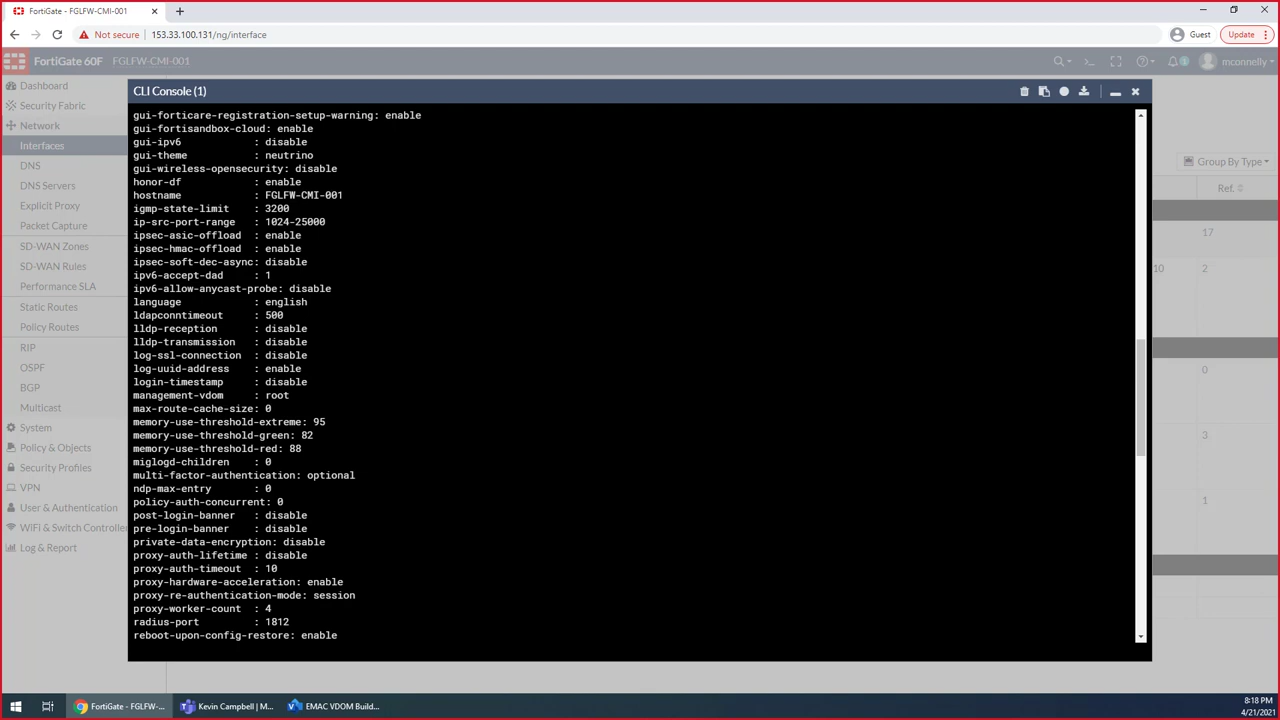 FortiGate - FGLFW-CMI-001
Not secure
153.33.100.131/ng/interface
Guest
Update
FortiGate 60F
FGLFW-CMI-001
1
mconnelly
Dashboard
Security Fabric
Network
Interfaces
DNS
DNS Servers
Explicit Proxy
Packet Capture
SD-WAN Zones
SD-WAN Rules
Performance SLA
Static Routes
Policy Routes
RIP
OSPF
BGP
Multicast
System
Policy & Objects
Security Profiles
VPN
User & Authentication
WiFi & Switch Controller
Log & Report
CLI Console (1)
gui-forticare-registration-setup-warning: enable
gui-fortisandbox-cloud: enable
gui-ipv6 : disable
gui-theme : neutrino
gui-wireless-opensecurity: disable
honor-df : enable
hostname : FGLFW-CMI-001
igmp-state-limit : 3200
ip-src-port-range : 1024-25000
ipsec-asic-offload : enable
ipsec-hmac-offload : enable
ipsec-soft-dec-async: disable
ipv6-accept-dad : 1
ipv6-allow-anycast-probe: disable
language : english
ldapconntimeout : 500
lldp-reception : disable
lldp-transmission : disable
log-ssl-connection : disable
log-uuid-address : enable
login-timestamp : disable
management-vdom : root
max-route-cache-size: 0
memory-use-threshold-extreme: 95
memory-use-threshold-green: 82
memory-use-threshold-red: 88
miglogd-children : 0
multi-factor-authentication: optional
ndp-max-entry : 0
policy-auth-concurrent: 0
post-login-banner : disable
pre-login-banner : disable
private-data-encryption: disable
proxy-auth-lifetime : disable
proxy-auth-timeout : 10
proxy-hardware-acceleration: enable
proxy-re-authentication-mode: session
proxy-worker-count : 4
radius-port : 1812
reboot-upon-config-restore: enable
Group By Type
Ref.
17
10
2
0
3
1
FortiGate - FGLFW-...
Kevin Campbell | M...
EMAC VDOM Build...
8:18 PM
4/21/2021